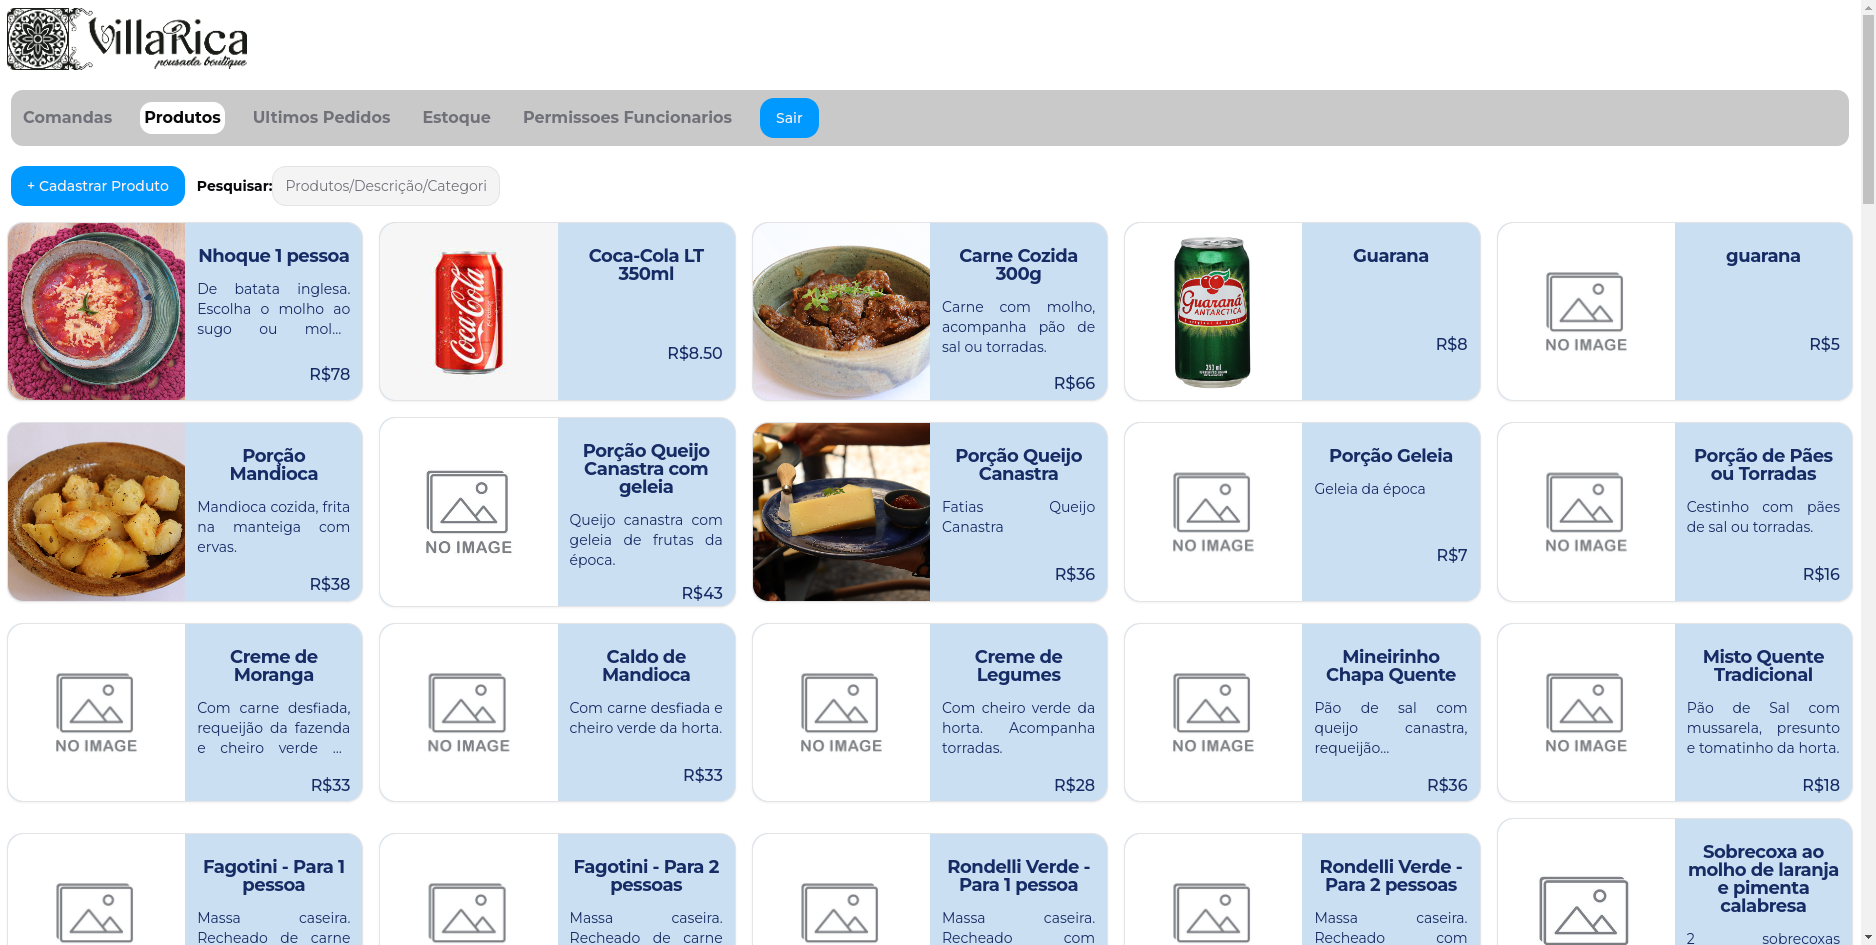 VillaRica
pousada boutique
Comandas Produtos Ultimos Pedidos Estoque Permissoes Funcionarios Sair
+ Cadastrar Produto Pesquisar: Produtos/Descrição/Categori
Nhoque 1 pessoa
De batata inglesa.
Escolha o molho ao
sugo ou mol...
R$78
Coca-Cola
Coca-Cola LT
350ml
R$8.50
Carne Cozida
300g
Carne com molho,
acompanha pão de
sal ou torradas.
R$66
Guaraná
ANTARCTICA
350 ml
Guarana
R$8
NO IMAGE
guarana
R$5
Porção
Mandioca
Mandioca cozida, frita
na manteiga com
ervas.
R$38
NO IMAGE
Porção Queijo
Canastra com
geleia
Queijo canastra com
geleia de frutas da
época.
R$43
Porção Queijo
Canastra
Fatias Queijo
Canastra
R$36
NO IMAGE
Porção Geleia
Geleia da época
R$7
NO IMAGE
Porção de Pães
ou Torradas
Cestinho com pães
de sal ou torradas.
R$16
NO IMAGE
Creme de
Moranga
Com carne desfiada,
requeijão da fazenda
e cheiro verde ...
R$33
NO IMAGE
Caldo de
Mandioca
Com carne desfiada e
cheiro verde da horta.
R$33
NO IMAGE
Creme de
Legumes
Com cheiro verde da
horta. Acompanha
torradas.
R$28
NO IMAGE
Mineirinho
Chapa Quente
Pão de sal com
queijo canastra,
requeijão...
R$36
NO IMAGE
Misto Quente
Tradicional
Pão de Sal com
mussarela, presunto
e tomatinho da horta.
R$18
Fagotini - Para 1
pessoa
Massa caseira.
Recheado de carne
Fagotini - Para 2
pessoas
Massa caseira.
Recheado de carne
Rondelli Verde -
Para 1 pessoa
Massa caseira.
Recheado com
Rondelli Verde -
Para 2 pessoas
Massa caseira.
Recheado com
Sobrecoxa ao
molho de laranja
e pimenta
calabresa
2 sobrecoxas